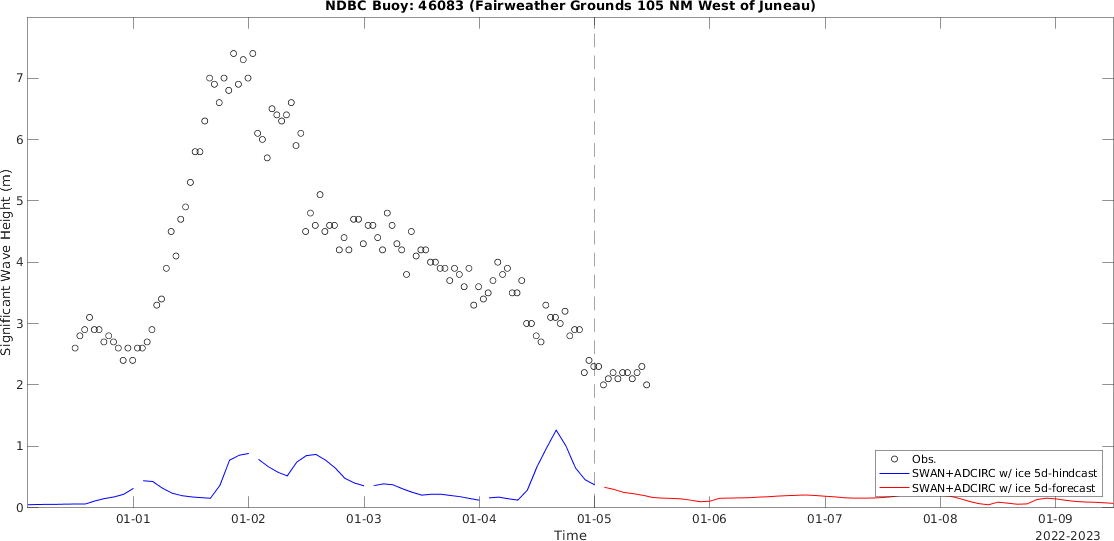 NDBC Buoy: 46083 (Fairweather Grounds 105 NM West of Juneau)
Significant Wave Height (m)
7
6
5
4
3
2
1
0
Obs.
SWAN+ADCIRC w/ ice 5d-hindcast
SWAN+ADCIRC w/ ice 5d-forecast
01-01 01-02 01-03 01-04 01-05 01-06 01-07 01-08 01-09
Time
2022-2023